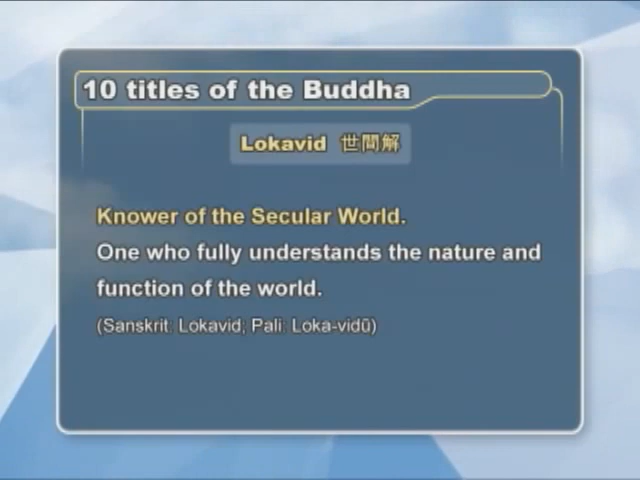 10 titles of the Buddha
Lokavid 世間解
Knower of the Secular World.
One who fully understands the nature and
function of the world.
(Sanskrit: Lokavid; Pali: Loka-vidū)